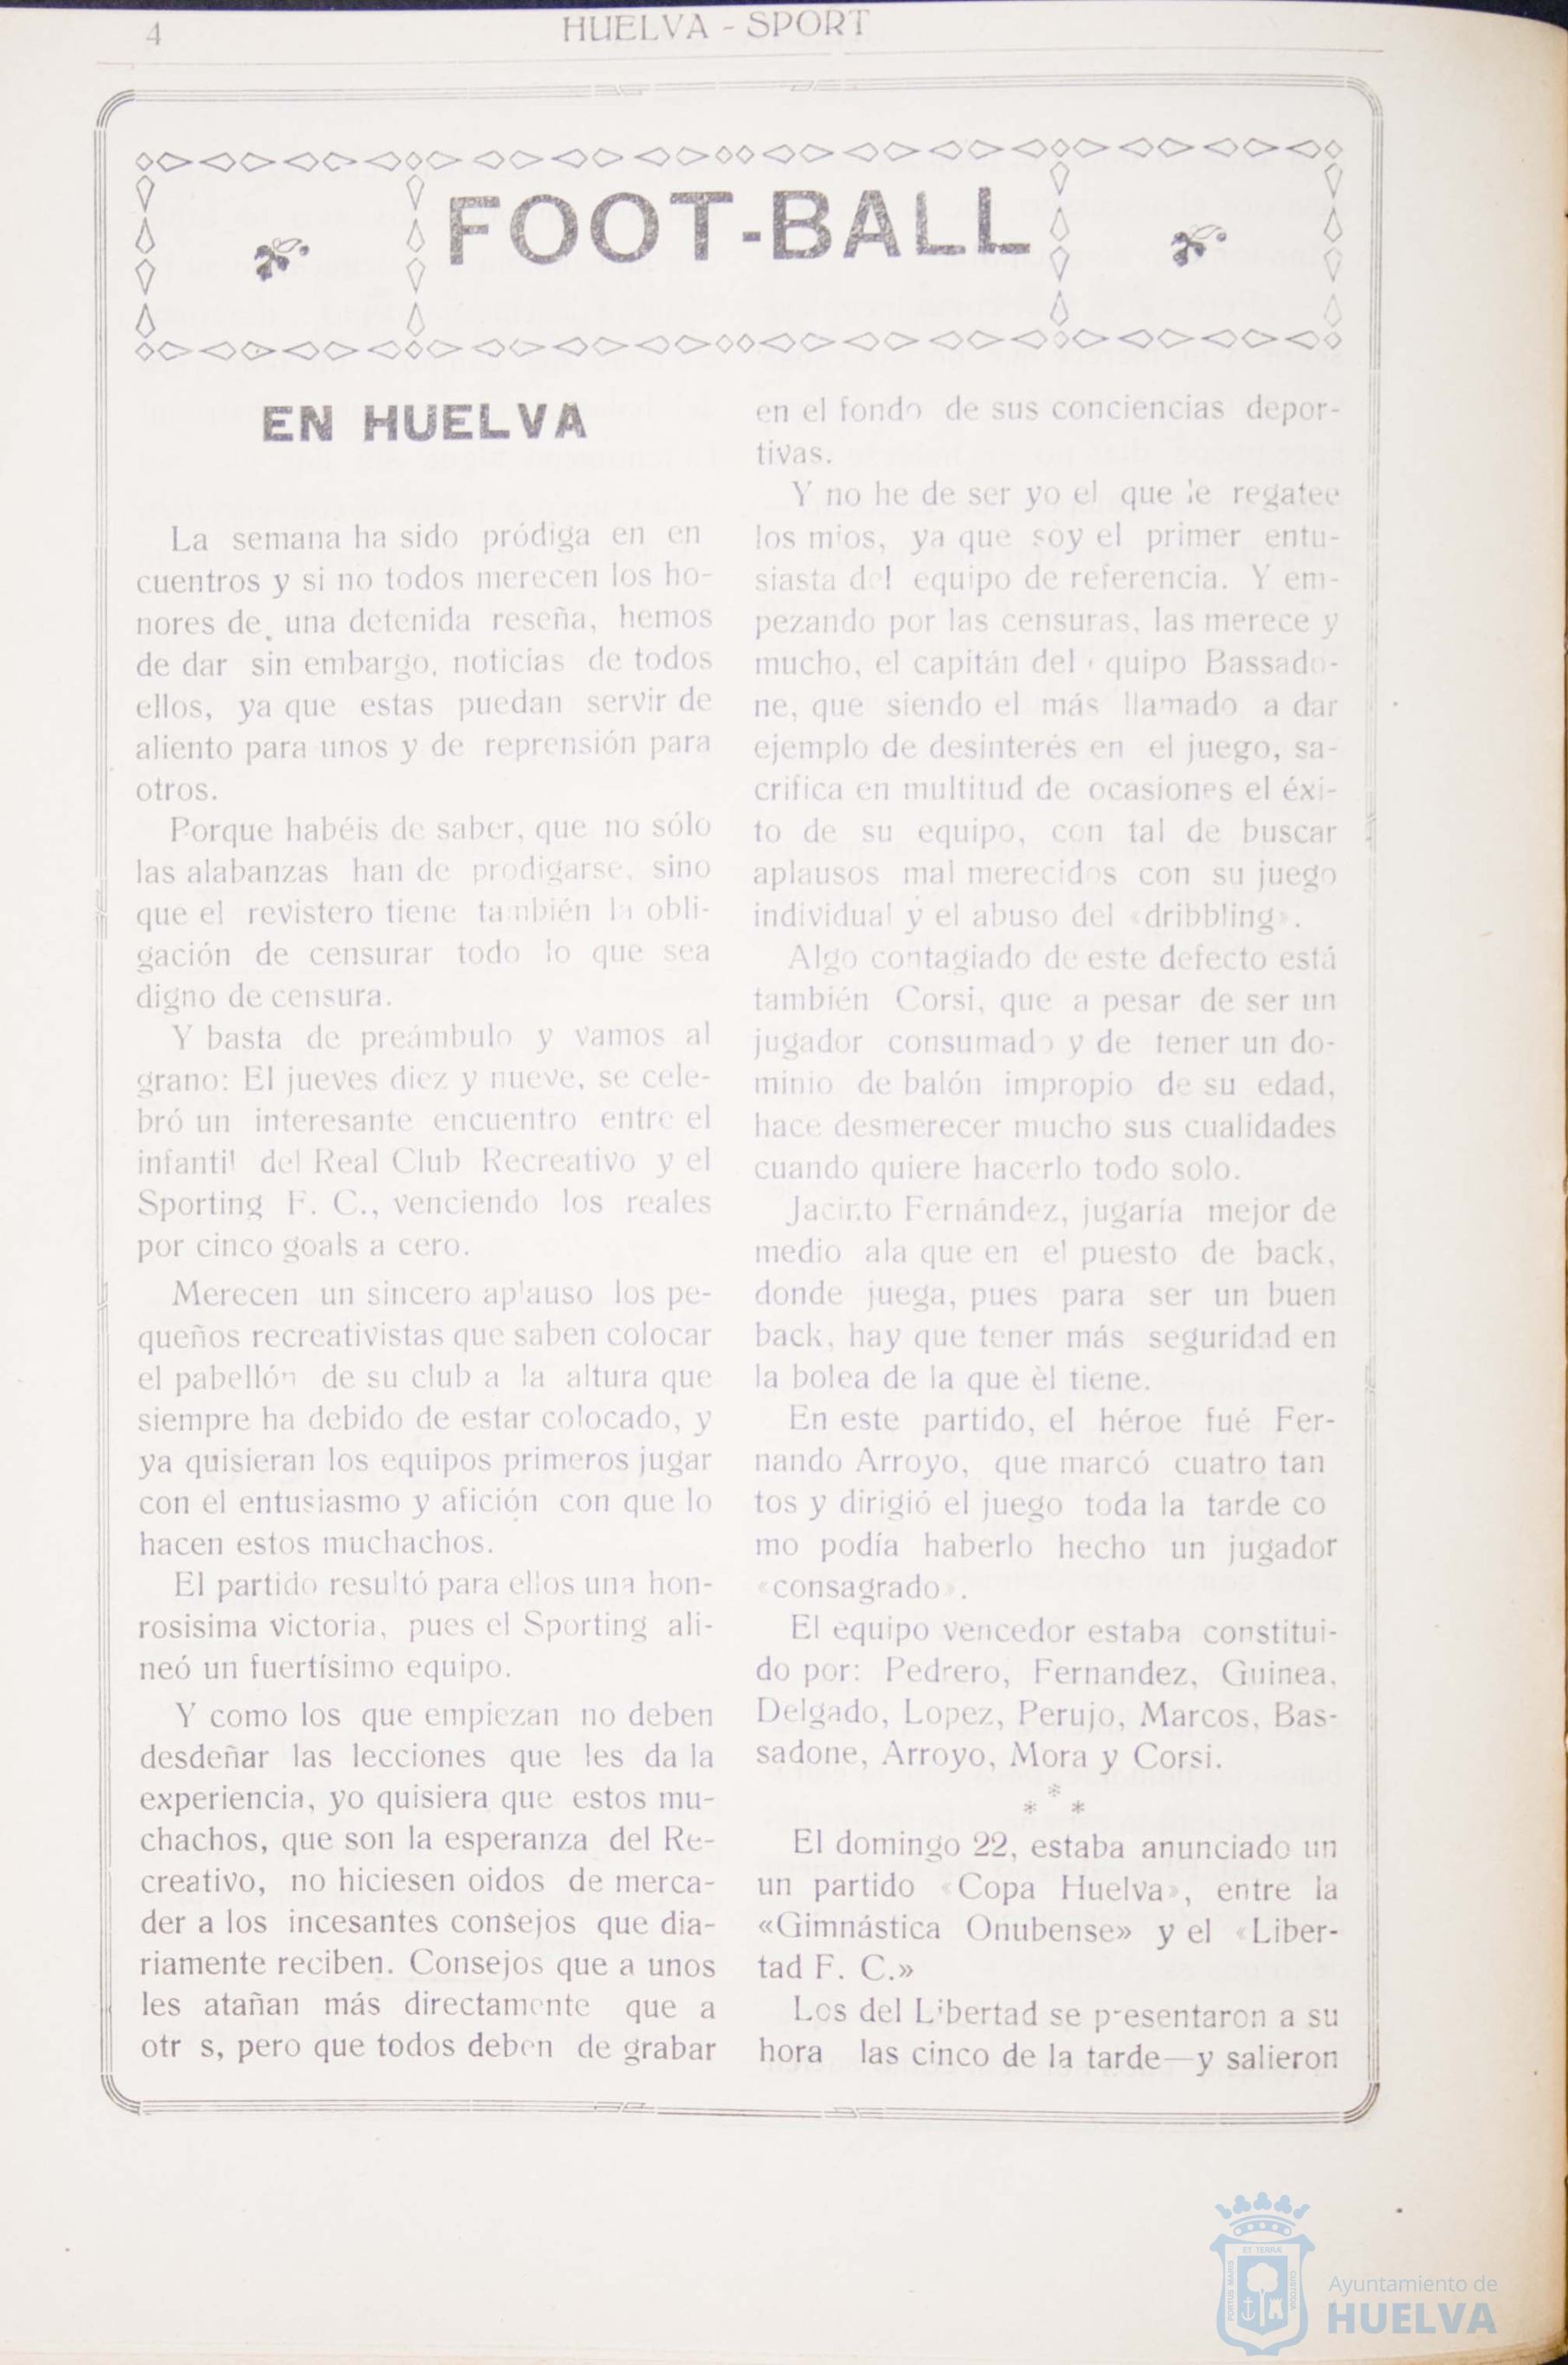 4
HUELVA - SPORT
FOOT-BALL
EN HUELVA
La semana ha sido pródiga en en
cuentros y si no todos merecen los ho-
nores de una detenida reseña, hemos
de dar sin embargo, noticias de todos
ellos, ya que estas puedan servir de
aliento para unos y de reprensión para
otros.
Porque habéis de saber, que no sólo
las alabanzas han de prodigarse, sino
que el revistero tiene también la obli-
gación de censurar todo lo que sea
digno de censura.
Y basta de preámbulo y vamos al
grano: El jueves diez y nueve, se cele-
bró un interesante encuentro entre el
infantil del Real Club Recreativo y el
Sporting F. C., venciendo los reales
por cinco goals a cero.
Merecen un sincero aplauso los pe-
queños recreativistas que saben colocar
el pabellón de su club a la altura que
siempre ha debido de estar colocado, y
ya quisieran los equipos primeros jugar
con el entusiasmo y afición con que lo
hacen estos muchachos.
El partido resultó para ellos una hon-
rosisima victoria, pues el Sporting ali-
neó un fuertísimo equipo.
Y como los que empiezan no deben
desdeñar las lecciones que les da la
experiencia, yo quisiera que estos mu-
chachos, que son la esperanza del Re-
creativo, no hiciesen oidos de merca-
der a los incesantes consejos que dia-
riamente reciben. Consejos que a unos
les atañan más directamente que a
otr s, pero que todos deben de grabar
en el fondo de sus conciencias depor-
tivas.
Y no he de ser yo el que le regatee
los mios, ya que soy el primer entu-
siasta del equipo de referencia. Y em-
pezando por las censuras, las merece y
mucho, el capitán del equipo Bassado-
ne, que siendo el más llamado a dar
ejemplo de desinterés en el juego, sa-
crifica en multitud de ocasiones el éxi-
to de su equipo, con tal de buscar
aplausos mal merecidos con su juego
individual y el abuso del «dribbling».
Algo contagiado de este defecto está
también Corsi, que a pesar de ser un
jugador consumado y de tener un do-
minio de balón impropio de su edad,
hace desmerecer mucho sus cualidades
cuando quiere hacerlo todo solo.
Jacinto Fernández, jugaría mejor de
medio ala que en el puesto de back,
donde juega, pues para ser un buen
back, hay que tener más seguridad en
la bolea de la que èl tiene.
En este partido, el héroe fué Fer-
nando Arroyo, que marcó cuatro tan
tos y dirigió el juego toda la tarde co
mo podía haberlo hecho un jugador
«consagrado».
El equipo vencedor estaba constitui-
do por: Pedrero, Fernandez, Guinea,
Delgado, Lopez, Perujo, Marcos, Bas-
sadone, Arroyo, Mora y Corsi.
* * *
El domingo 22, estaba anunciado un
un partido «Copa Huelva», entre la
«Gimnástica Onubense» y el «Liber-
tad F. C.»
Los del Libertad se presentaron a su
hora las cinco de la tarde—y salieron
ET TERRÆ
PORTUS MARIS
CUSTODIA
Ayuntamiento de
HUELVA